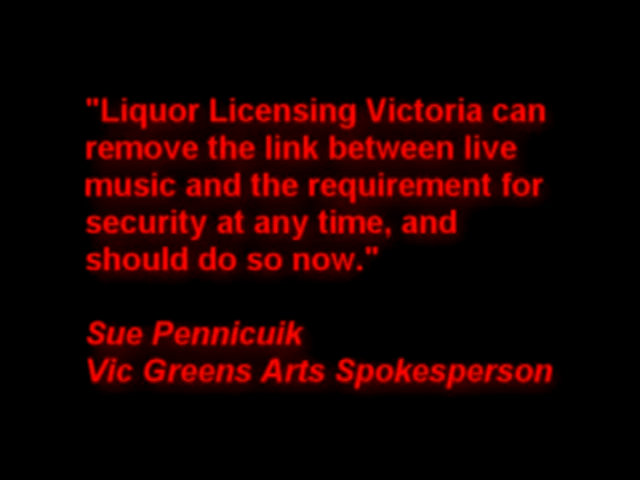 "Liquor Licensing Victoria can
remove the link between live
music and the requirement for
security at any time, and
should do so now."
Sue Pennicuik
Vic Greens Arts Spokesperson